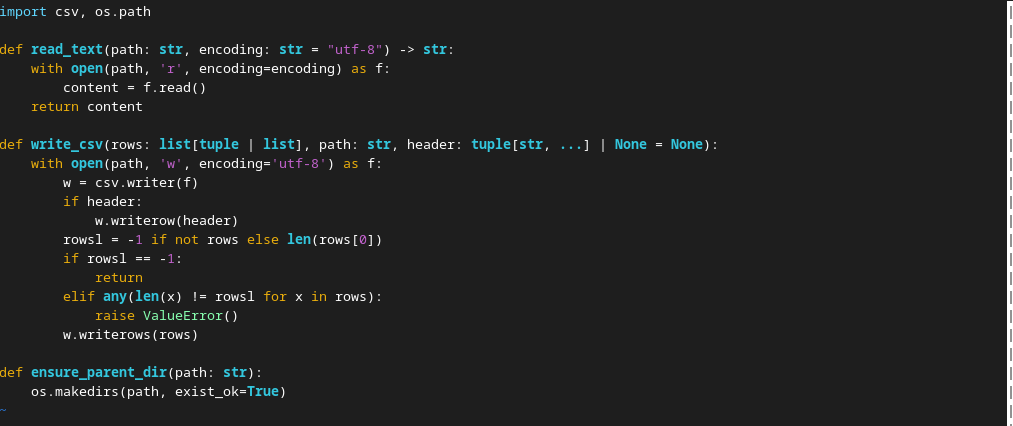 import csv, os.path

def read_text(path: str, encoding: str = "utf-8") -> str:
    with open(path, 'r', encoding=encoding) as f:
        content = f.read()
    return content

def write_csv(rows: list[tuple | list], path: str, header: tuple[str, ...] | None = None):
    with open(path, 'w', encoding='utf-8') as f:
        w = csv.writer(f)
        if header:
            w.writerow(header)
        rowsl = -1 if not rows else len(rows[0])
        if rowsl == -1:
            return
        elif any(len(x) != rowsl for x in rows):
            raise ValueError()
        w.writerows(rows)

def ensure_parent_dir(path: str):
    os.makedirs(path, exist_ok=True)
~